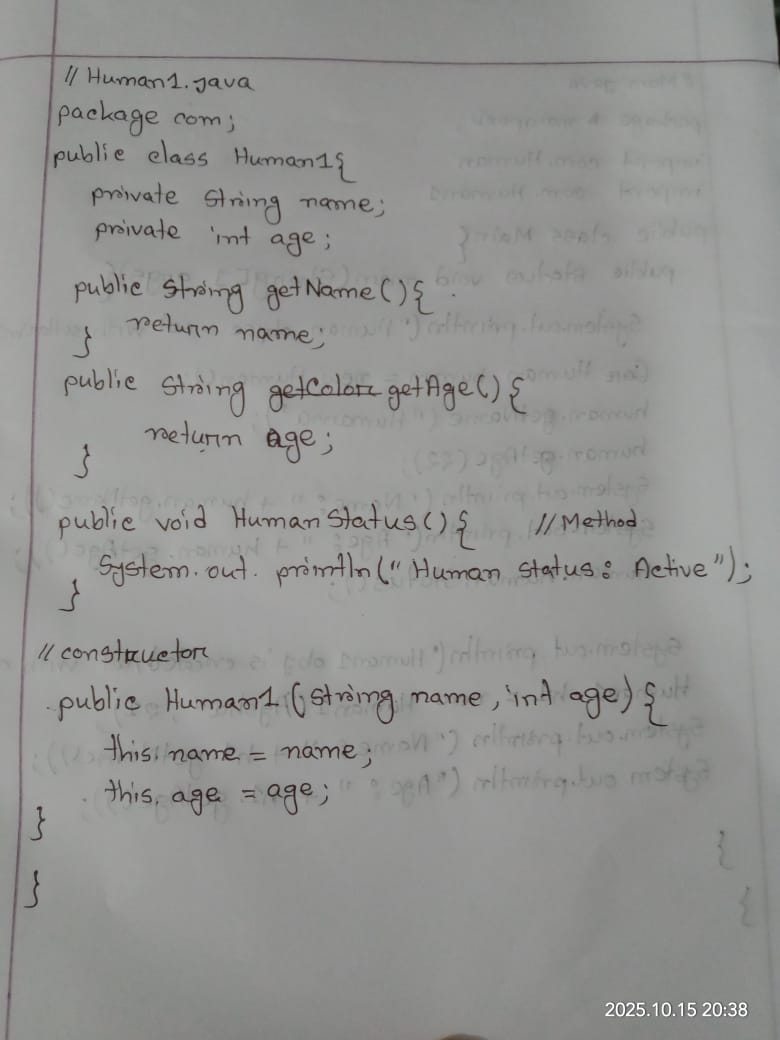 // Human1.java
package com;
public class Human1{
private String name;
private int age;
public String getName(){
return name;
}
public String getColor getAge(){
return age;
}
public void HumanStatus(){ // Method
System.out.println("Human status: Active");
}
// constructor
public Human1(String name, int age){
this.name = name;
this.age = age;
}
}
2025.10.15 20:38